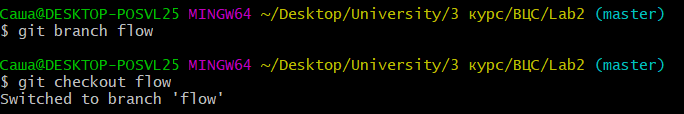 Саша@DESKTOP-POSVL25 MINGW64 ~/Desktop/University/3 курс/ВЦС/Lab2 (master)
$ git branch flow
Саша@DESKTOP-POSVL25 MINGW64 ~/Desktop/University/3 курс/ВЦС/Lab2 (master)
$ git checkout flow
Switched to branch 'flow'